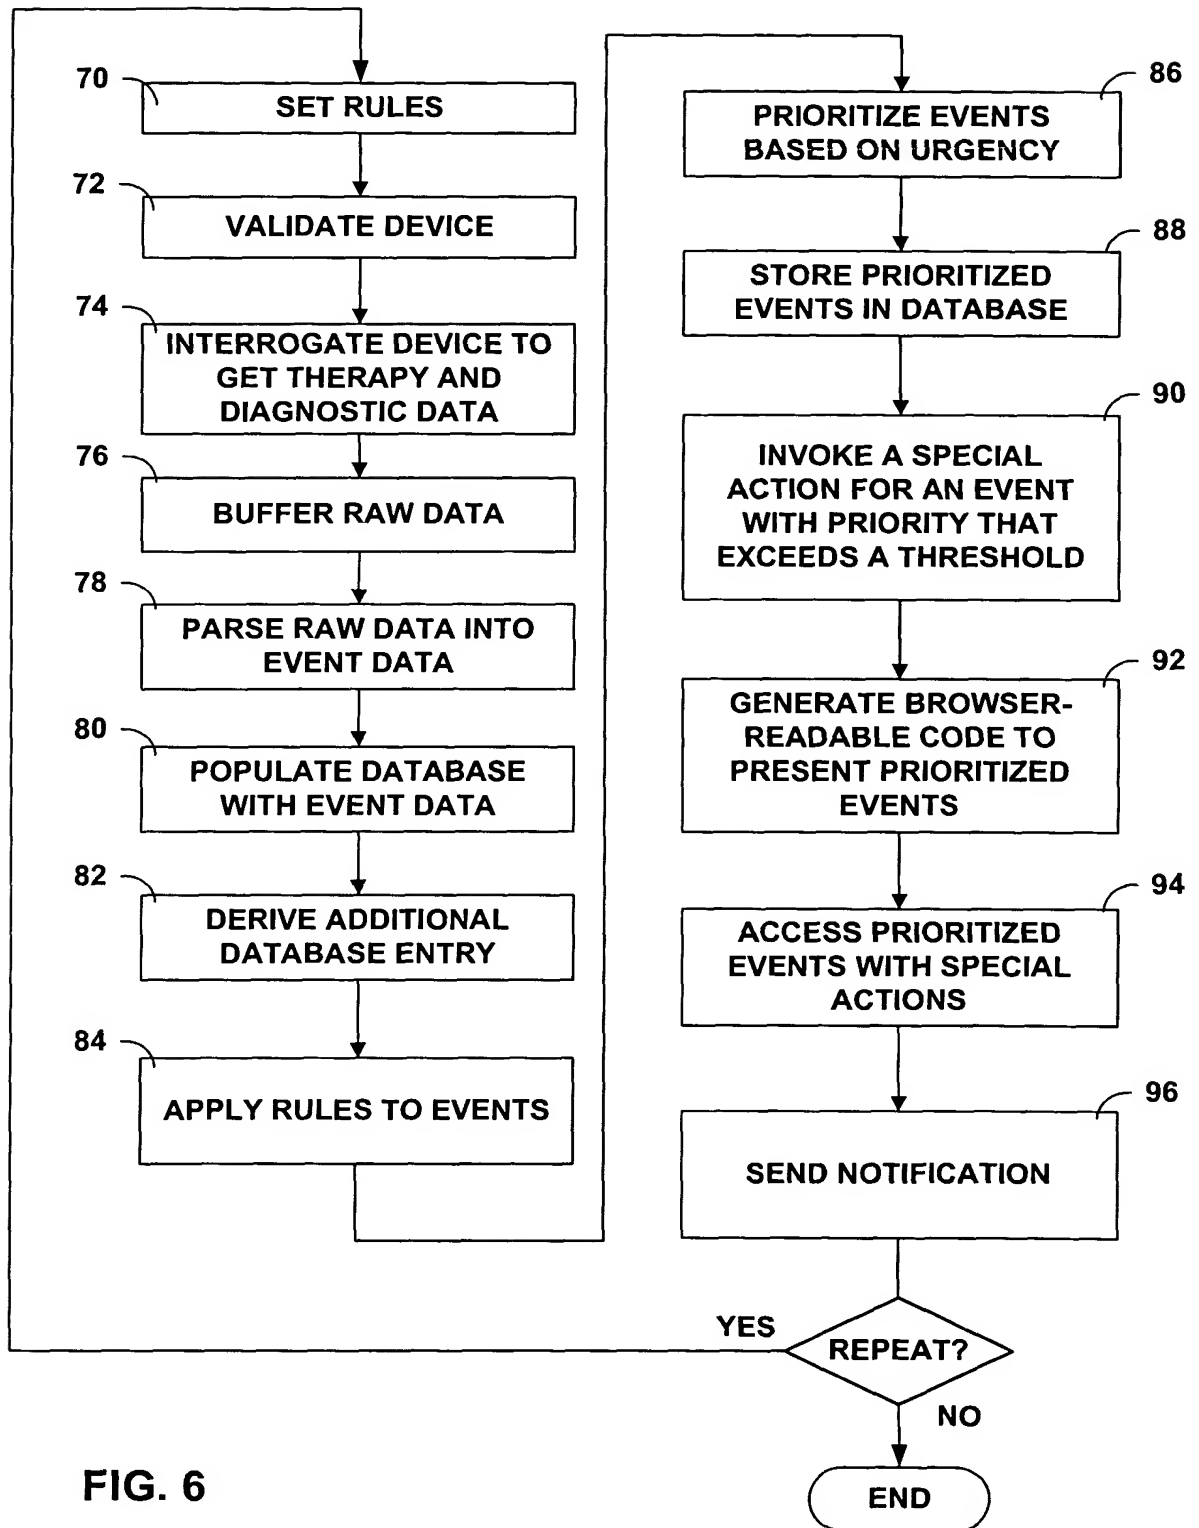 70
SET RULES
72
VALIDATE DEVICE
74
INTERROGATE DEVICE TO
GET THERAPY AND
DIAGNOSTIC DATA
76
BUFFER RAW DATA
78
PARSE RAW DATA INTO
EVENT DATA
80
POPULATE DATABASE
WITH EVENT DATA
82
DERIVE ADDITIONAL
DATABASE ENTRY
84
APPLY RULES TO EVENTS
86
PRIORITIZE EVENTS
BASED ON URGENCY
88
STORE PRIORITIZED
EVENTS IN DATABASE
90
INVOKE A SPECIAL
ACTION FOR AN EVENT
WITH PRIORITY THAT
EXCEEDS A THRESHOLD
92
GENERATE BROWSER-
READABLE CODE TO
PRESENT PRIORITIZED
EVENTS
94
ACCESS PRIORITIZED
EVENTS WITH SPECIAL
ACTIONS
96
SEND NOTIFICATION
YES
REPEAT?
NO
END
FIG. 6